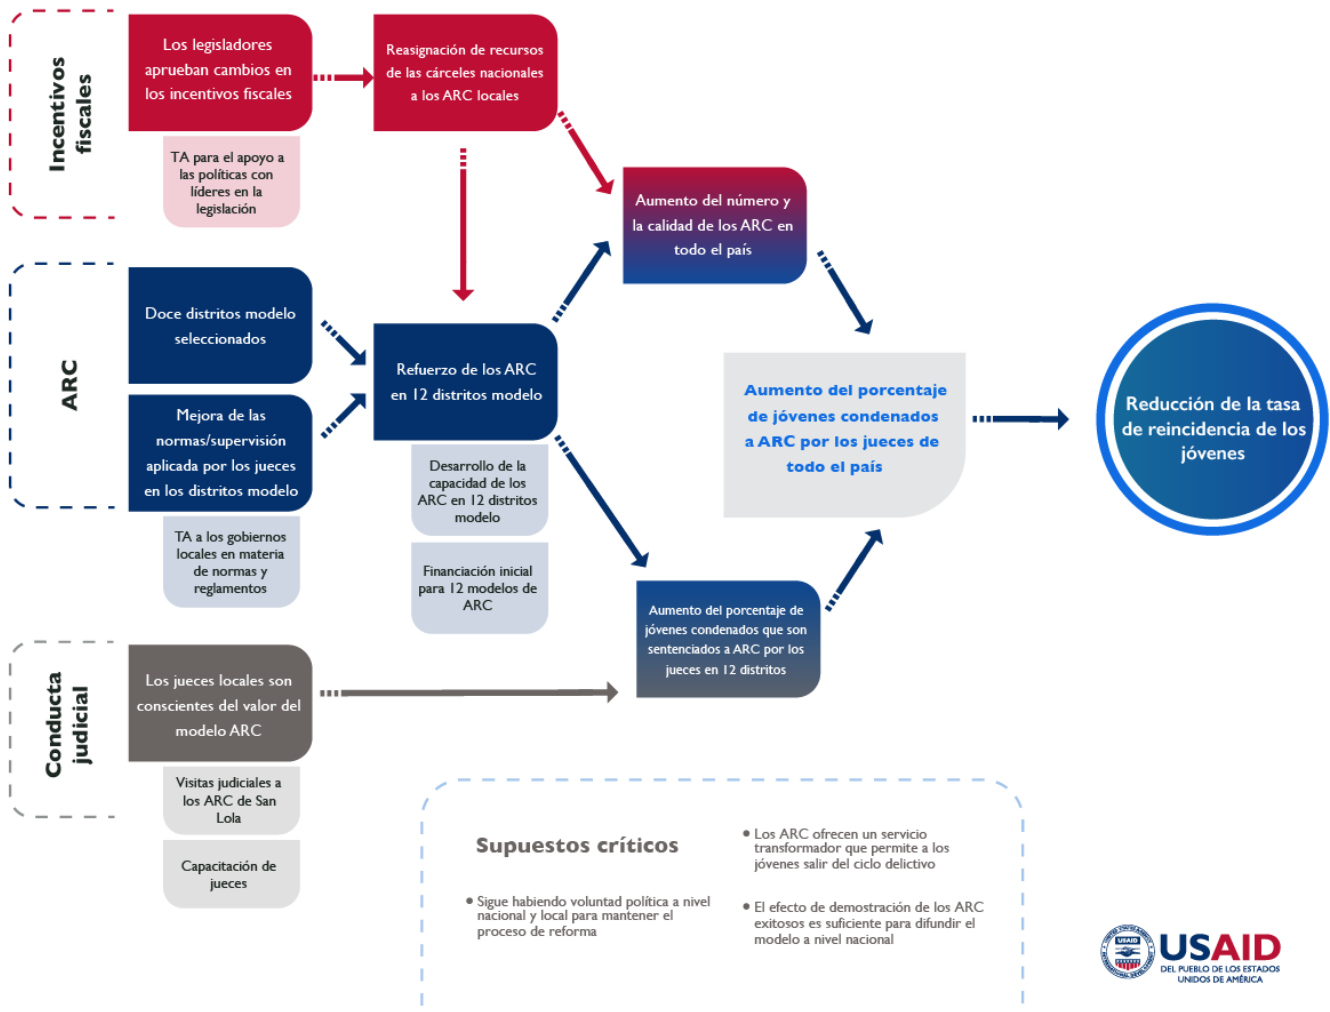 Incentivos
fiscales
Los legisladores
aprueban cambios en
los incentivos fiscales
TA para el apoyo a
las políticas con
líderes en la
legislación
Reasignación de recursos
de las cárceles nacionales
a los ARC locales
Aumento del número y
la calidad de los ARC en
todo el país
ARC
Doce distritos modelo
seleccionados
Mejora de las
normas/supervisión
aplicada por los jueces
en los distritos modelo
TA a los gobiernos
locales en materia
de normas y
reglamentos
Refuerzo de los ARC
en 12 distritos modelo
Desarrollo de la
capacidad de los
ARC en 12 distritos
modelo
Financiación inicial
para 12 modelos de
ARC
Aumento del porcentaje
de jóvenes condenados
a ARC por los jueces de
todo el país
Reducción de la tasa
de reincidencia de los
jóvenes
Aumento del porcentaje de
jóvenes condenados que son
sentenciados a ARC por los
jueces en 12 distritos
Conducta
judicial
Los jueces locales son
conscientes del valor del
modelo ARC
Visitas judiciales a
los ARC de San
Lola
Capacitación de
jueces
Supuestos críticos
• Sigue habiendo voluntad política a nivel
nacional y local para mantener el
proceso de reforma
• Los ARC ofrecen un servicio
transformador que permite a los
jóvenes salir del ciclo delictivo
• El efecto de demostración de los ARC
exitosos es suficiente para difundir el
modelo a nivel nacional
USAID
USAID
DEL PUEBLO DE LOS ESTADOS
UNIDOS DE AMÉRICA